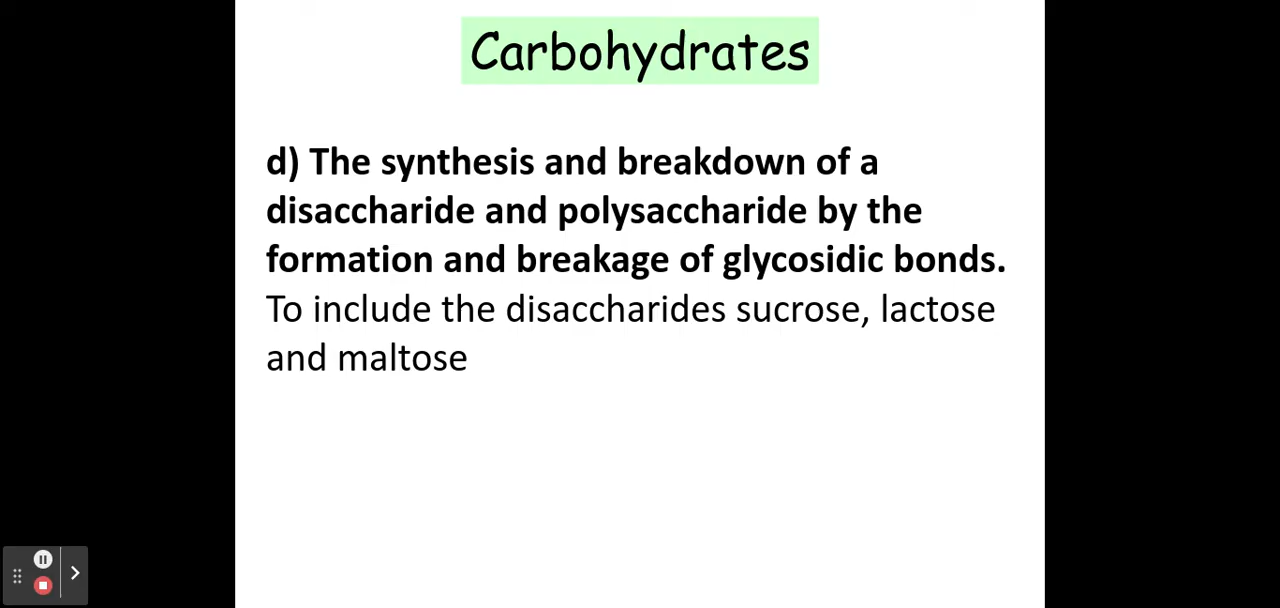 Carbohydrates
d) The synthesis and breakdown of a
disaccharide and polysaccharide by the
formation and breakage of glycosidic bonds.
To include the disaccharides sucrose, lactose
and maltose